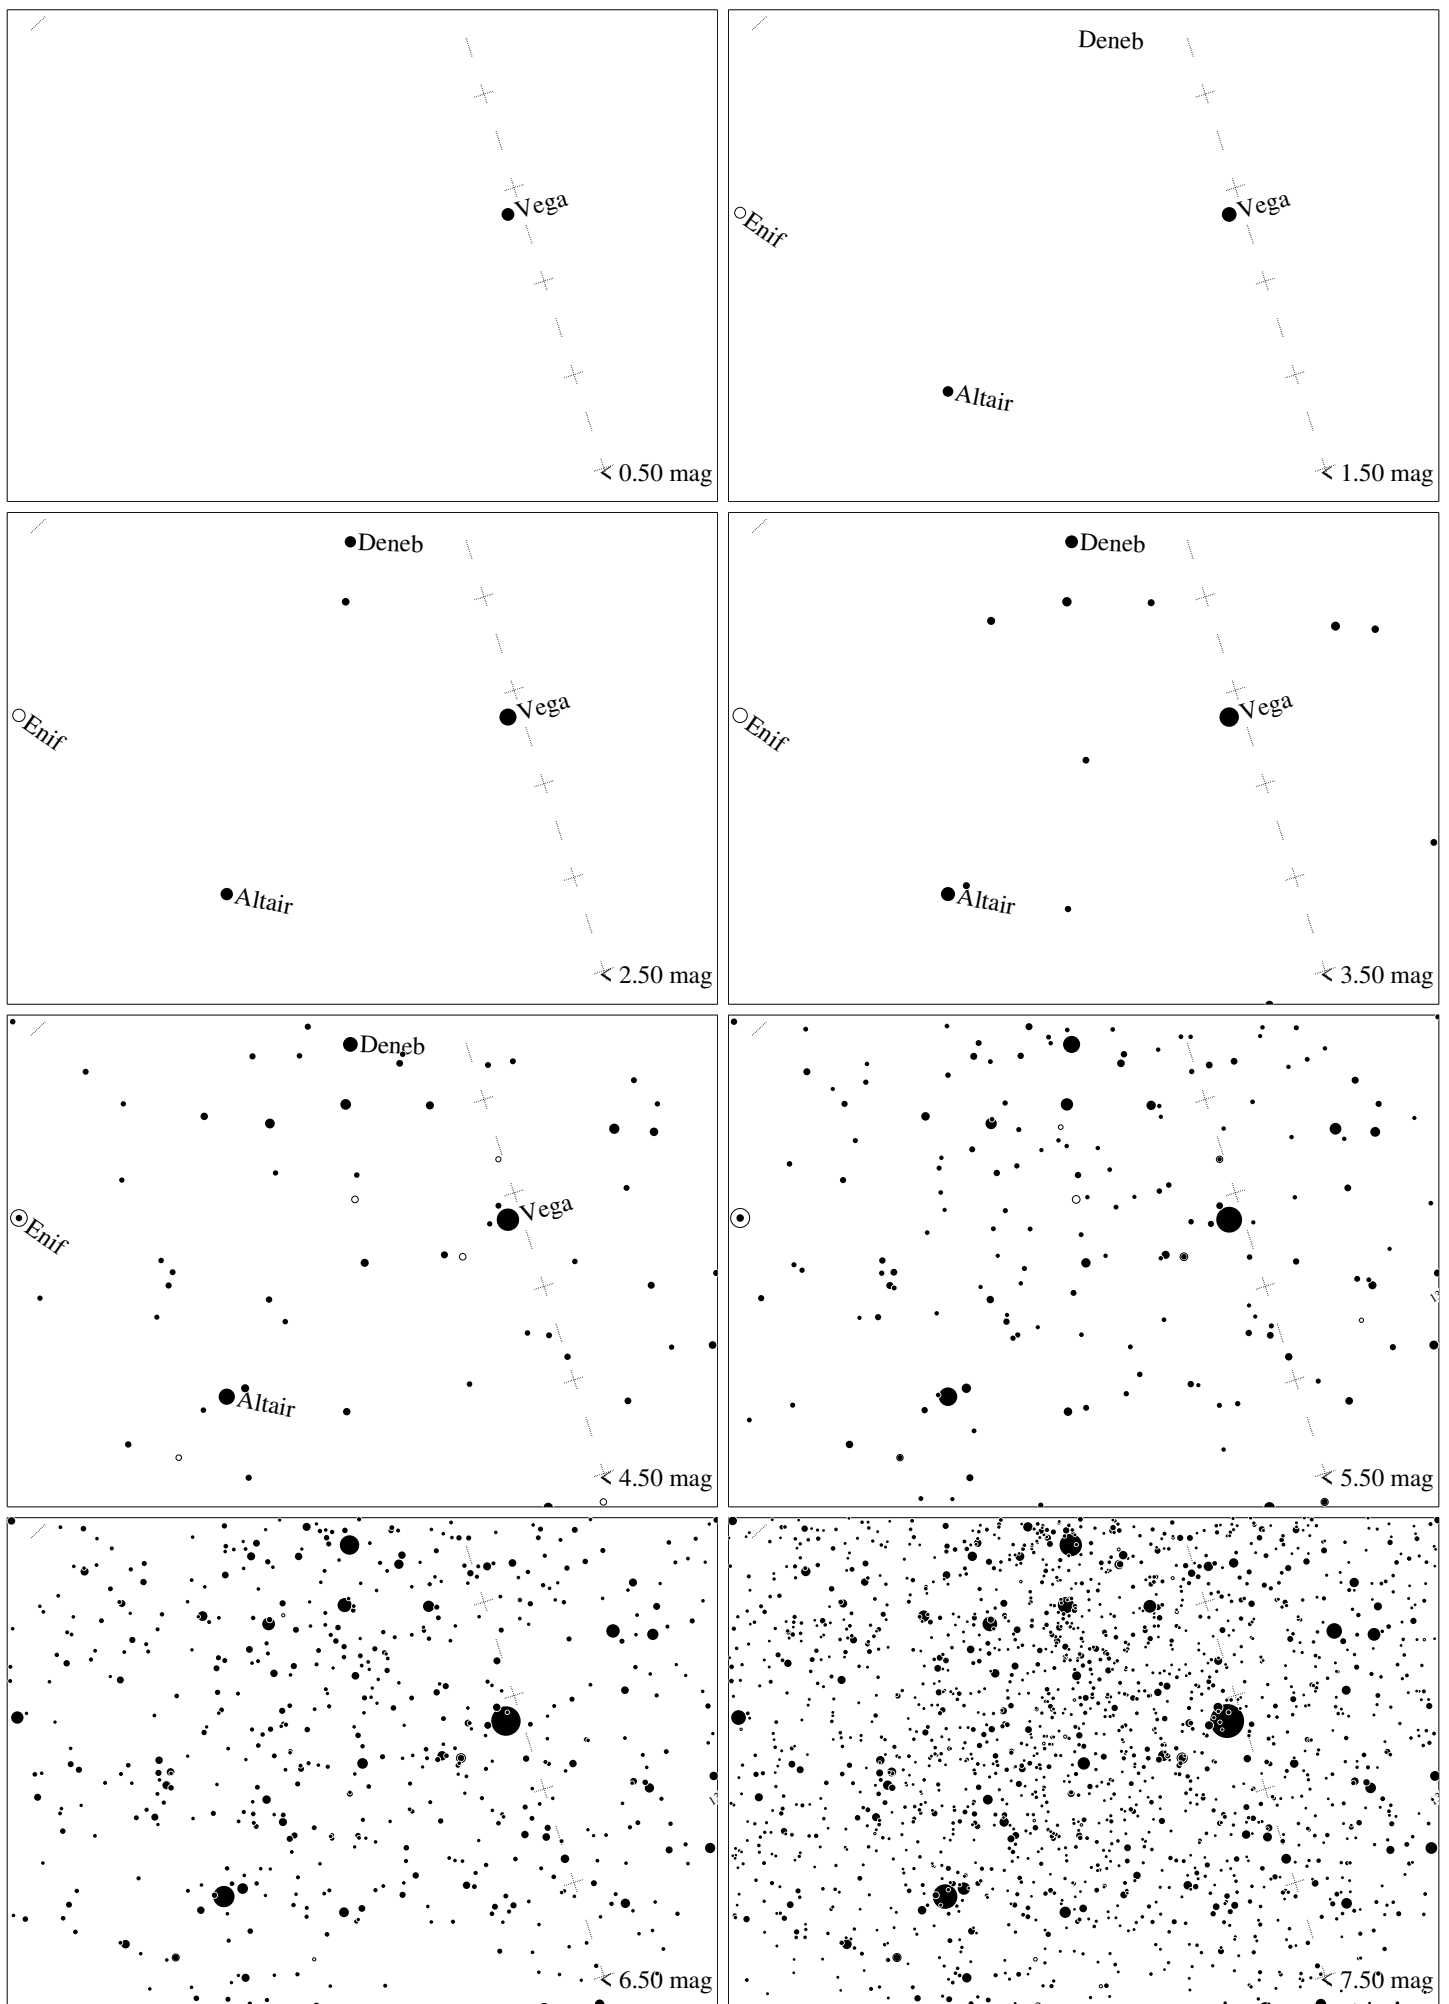 Vega
< 0.50 mag
Deneb
Enif
Vega
Altair
< 1.50 mag
Deneb
Enif
Vega
Altair
< 2.50 mag
Deneb
Enif
Vega
Altair
< 3.50 mag
Deneb
Enif
Vega
Altair
< 4.50 mag
< 5.50 mag
< 6.50 mag
< 7.50 mag